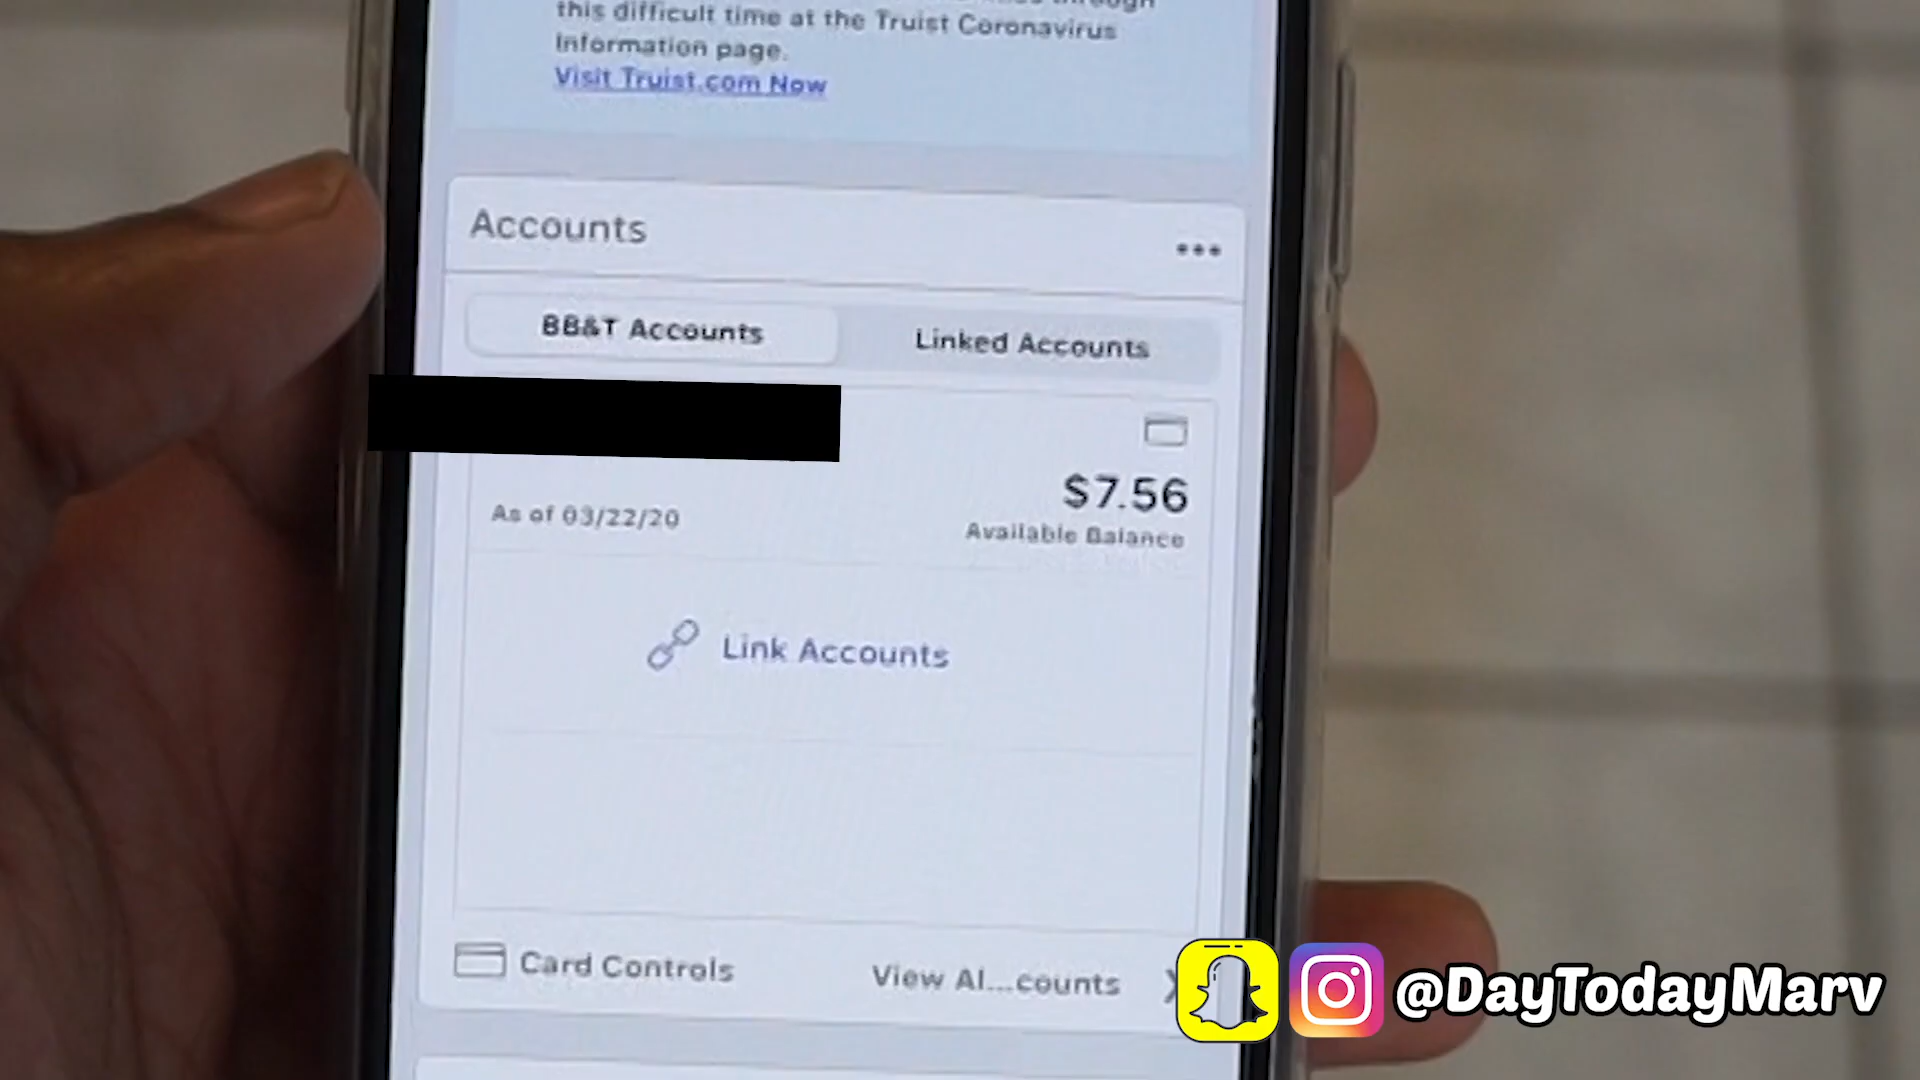 this difficult time at the Truist Coronavirus
Information page.
Visit Truist.com Now
Accounts
BB&T Accounts
Linked Accounts
$7.56
As of 03/22/20
Available Balance
Link Accounts
Card Controls
View Al...counts
@DayTodayMarv